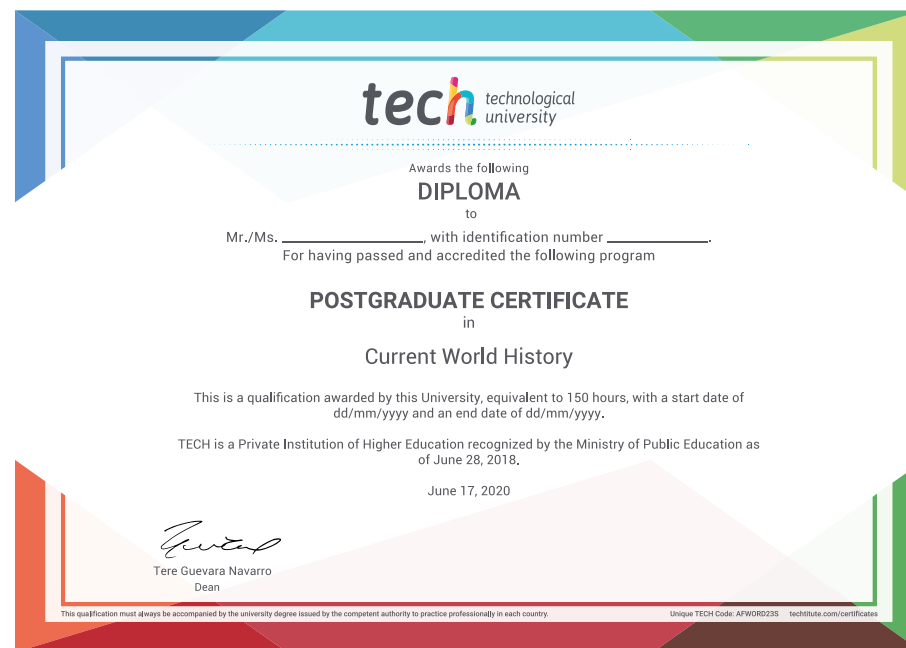 tech technological
university
Awards the following
DIPLOMA
to
Mr./Ms. ____________, with identification number ____________.
For having passed and accredited the following program
POSTGRADUATE CERTIFICATE
in
Current World History
This is a qualification awarded by this University, equivalent to 150 hours, with a start date of
dd/mm/yyyy and an end date of dd/mm/yyyy.
TECH is a Private Institution of Higher Education recognized by the Ministry of Public Education as
of June 28, 2018.
June 17, 2020
Tere Guevara Navarro
Dean
This qualification must always be accompanied by the university degree issued by the competent authority to practice professionally in each country. Unique TECH Code: AFWORD23S techtitute.com/certificates